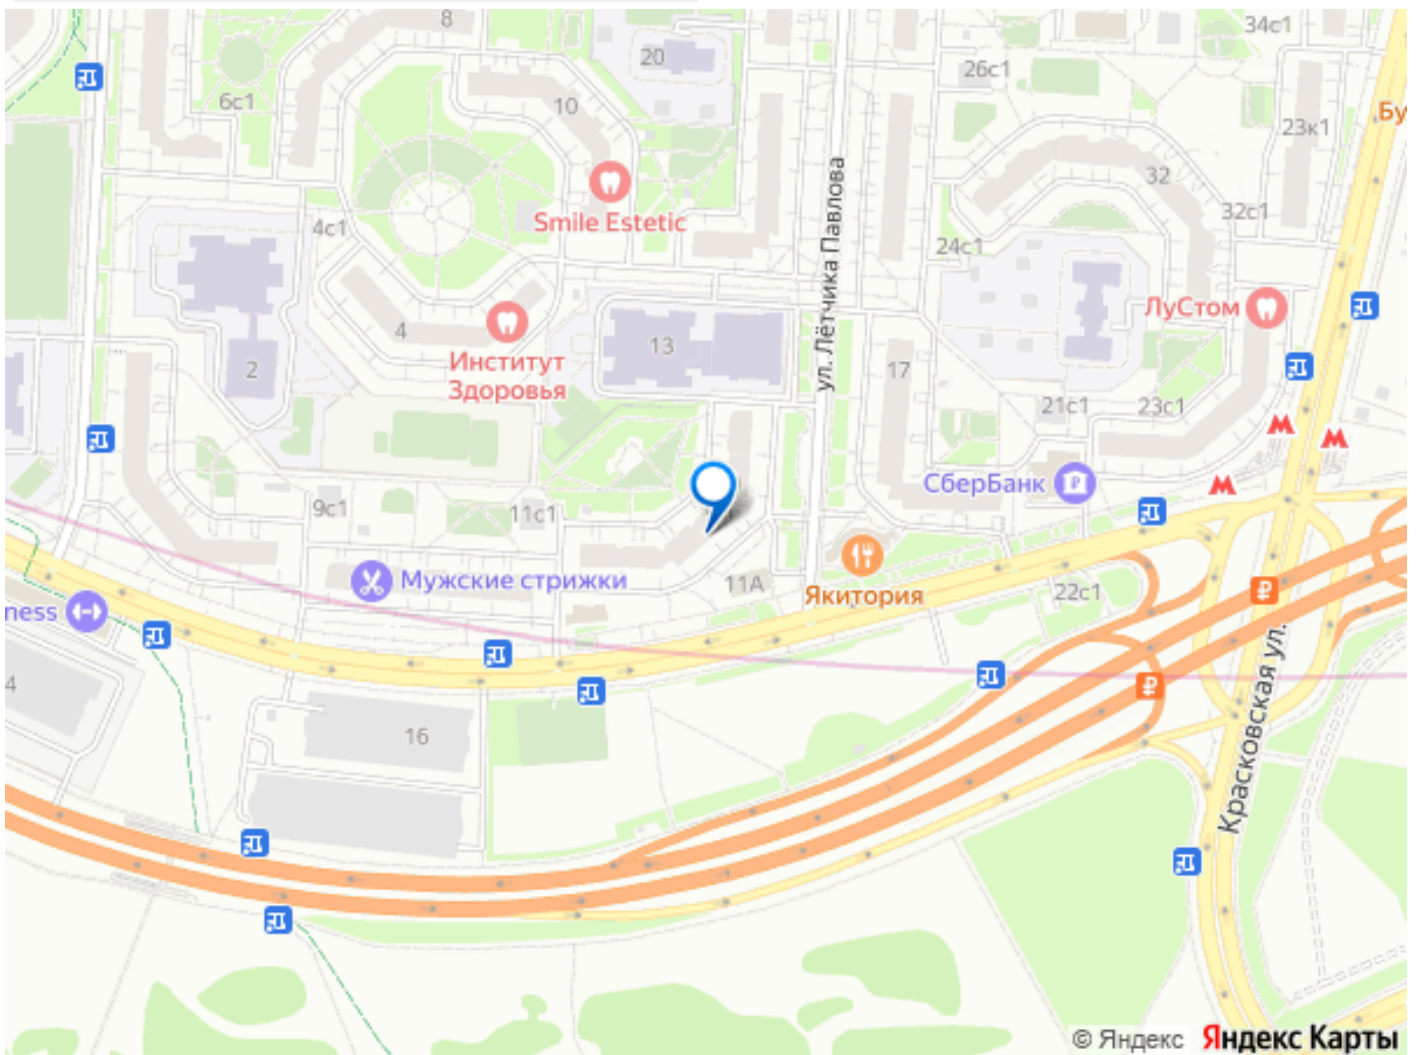 8
34с1
20
26с1
6с1
10
Бу
23к1
32
Smile Estetic
4с1
32с1
24с1
ул. Лётчика Павлова
ЛуСтом
4
13
Институт
Здоровья
2
17
21с1
23с1
СберБанк
9с1
11с1
Мужские стрижки
11А
Якитория
22с1
ness
Красковская ул.
4
16
© Яндекс Яндекс Карты